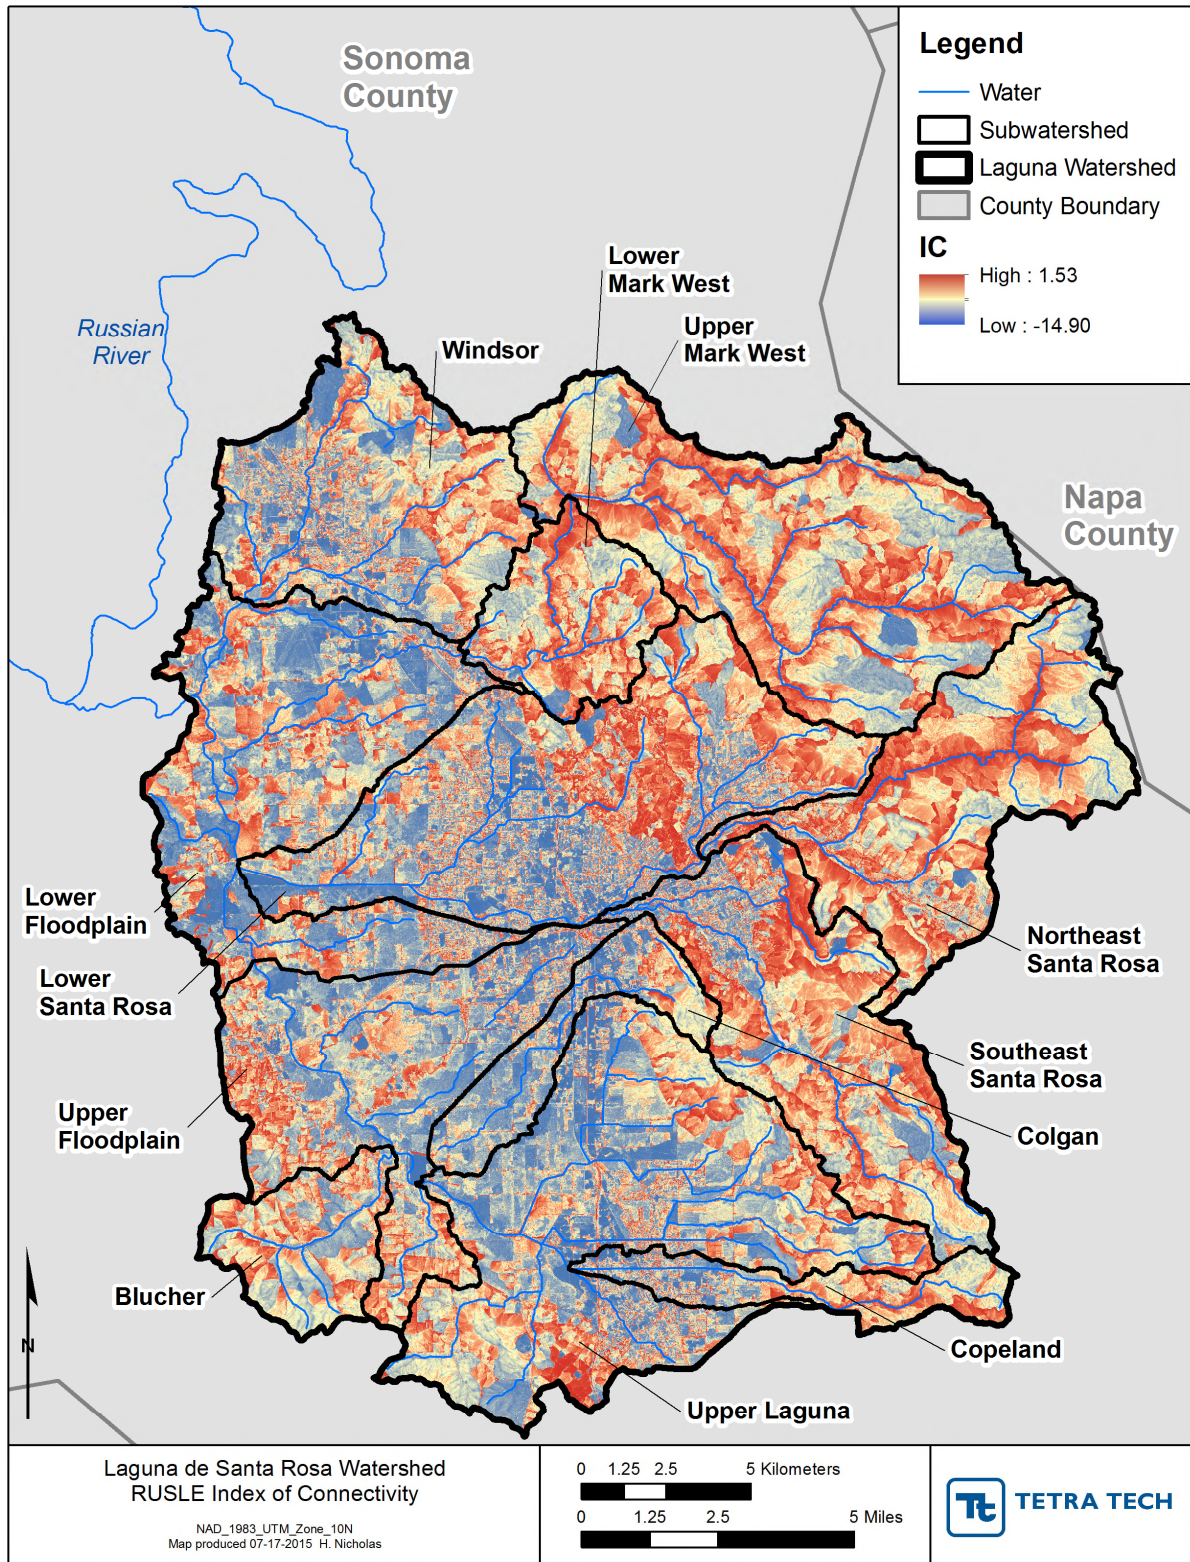 Sonoma
County
Legend
Water
Subwatershed
Laguna Watershed
County Boundary
IC
High : 1.53
Low : -14.90
Lower
Mark West
Upper
Mark West
Russian
River
Windsor
Napa
County
Lower
Floodplain
Lower
Santa Rosa
Northeast
Santa Rosa
Southeast
Santa Rosa
Upper
Floodplain
Colgan
Blucher
Copeland
Upper Laguna
N
Laguna de Santa Rosa Watershed
RUSLE Index of Connectivity
NAD_1983_UTM_Zone_10N
Map produced 07-17-2015 H. Nicholas
0 1.25 2.5 5 Kilometers
0 1.25 2.5 5 Miles
Tt TETRA TECH